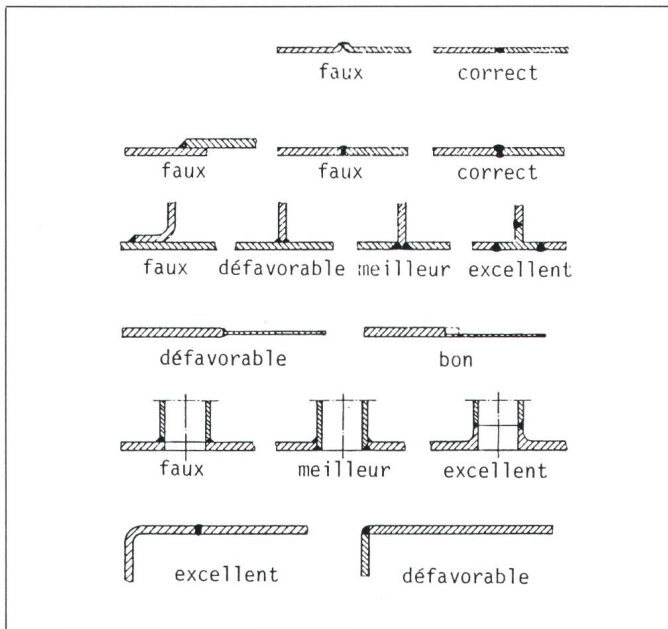 faux correct
faux faux correct
faux défavorable meilleur excellent
défavorable bon
faux meilleur excellent
excellent défavorable